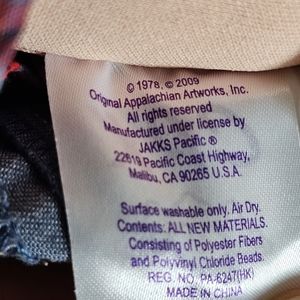 © 1978, © 2009
Original Appalachian Artworks, Inc.
All rights reserved
Manufactured under license by
JAKKS Pacific ®
22619 Pacific Coast Highway,
Malibu, CA 90265 U.S.A.
Surface washable only. Air Dry.
Contents: ALL NEW MATERIALS.
Consisting of Polyester Fibers
and Polyvinyl Chloride Beads.
REG. NO. PA-6247(HK)
MADE IN CHINA